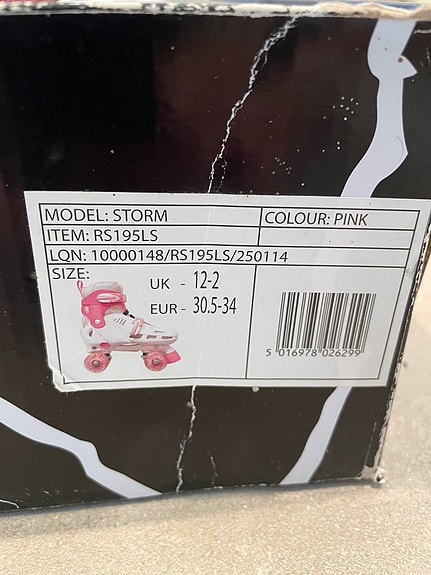 MODEL: STORM
COLOUR: PINK
ITEM: RS195LS
LQN: 10000148/RS195LS/250114
SIZE:
UK - 12-2
EUR - 30.5-34
5 016978 026299